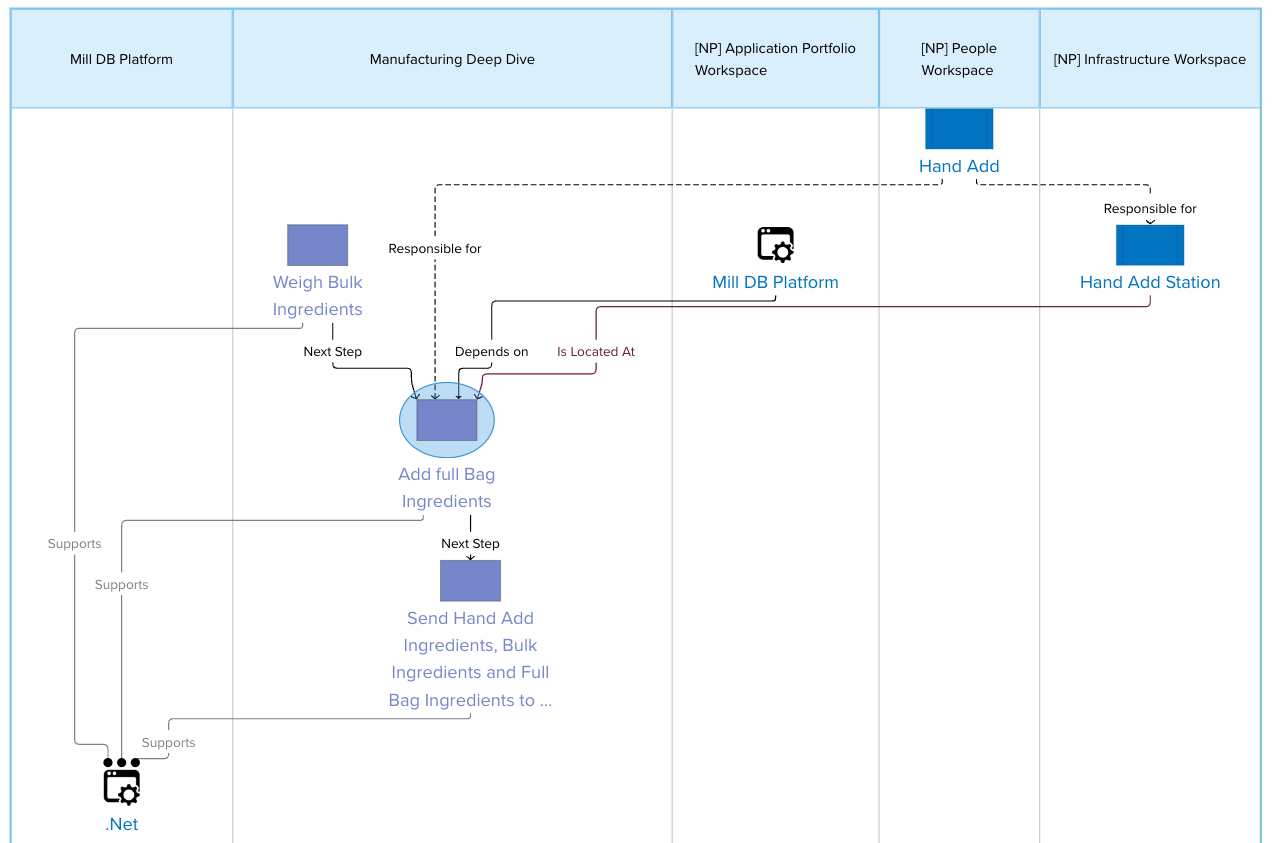 Mill DB Platform
Manufacturing Deep Dive
[NP] Application Portfolio
Workspace
[NP] People
Workspace
[NP] Infrastructure Workspace
Hand Add
Responsible for
Responsible for
Weigh Bulk
Ingredients
Mill DB Platform
Hand Add Station
Next Step
Depends on
Is Located At
Add full Bag
Ingredients
Supports
Next Step
Supports
Send Hand Add
Ingredients, Bulk
Ingredients and Full
Bag Ingredients to ...
Supports
.Net